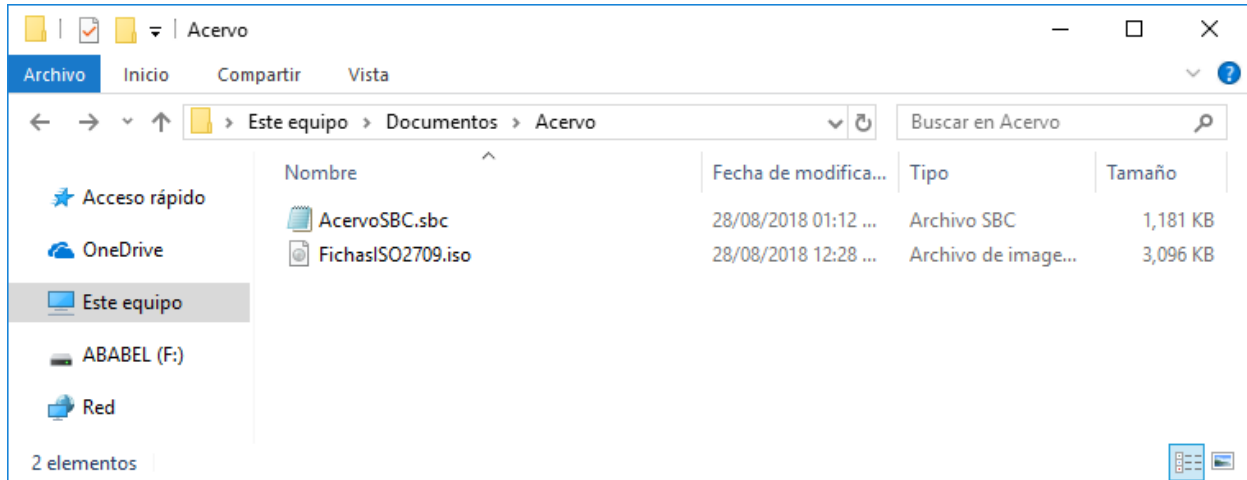 Acervo
Archivo Inicio Compartir Vista
Este equipo > Documentos > Acervo Buscar en Acervo
Nombre Fecha de modifica... Tipo Tamaño
Acceso rápido
OneDrive
Este equipo
ABABEL (F:)
Red
AcervoSBC.sbc 28/08/2018 01:12 ... Archivo SBC 1,181 KB
FichasISO2709.iso 28/08/2018 12:28 ... Archivo de image... 3,096 KB
2 elementos